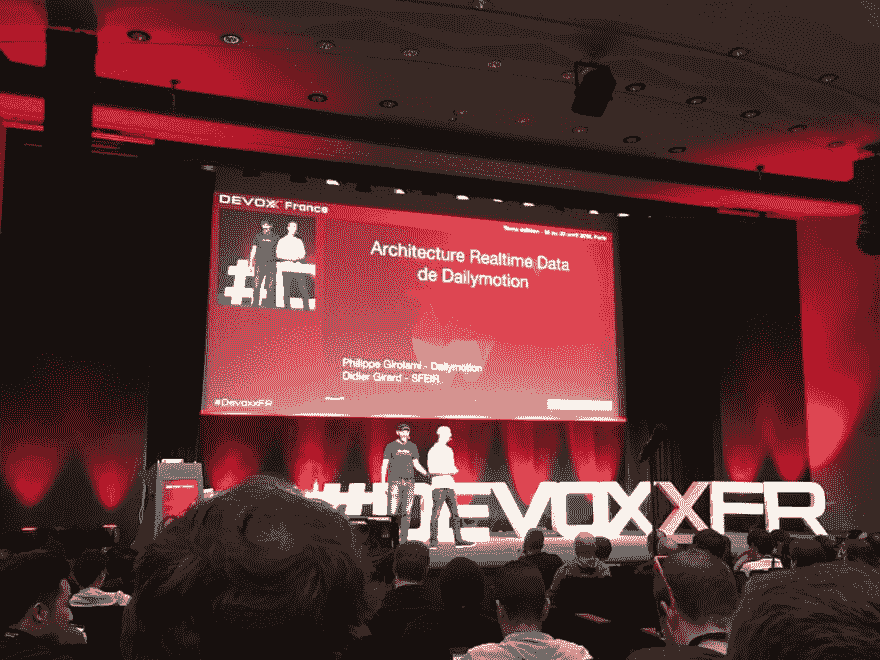 DEVOXX France
Architecture Realtime Data
de Dailymotion
Philippe Girolami - Dailymotion
Didier Girard - SFEIR
#DevoxxFR
#DEVOXXFR